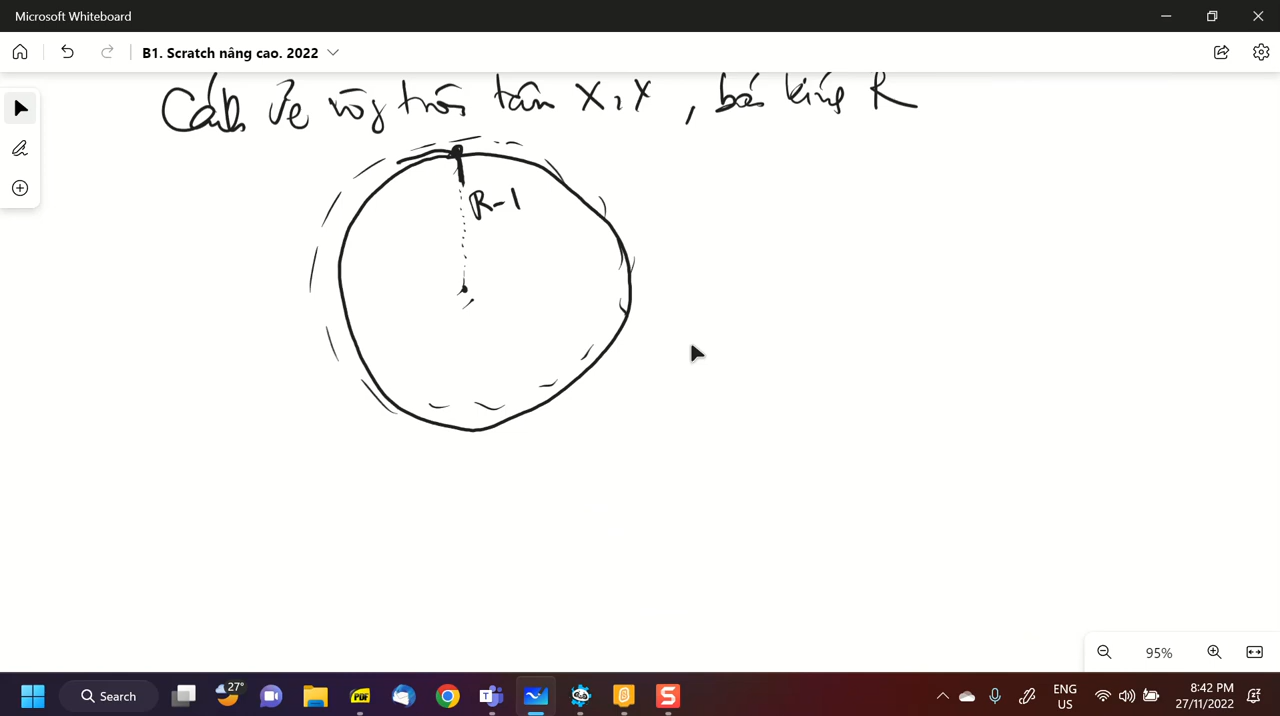 Microsoft Whiteboard
B1. Scratch nâng cao. 2022
Cách vẽ vòng tròn tâm X, Y, bán kính R
R-1
95%
27°
Search
PDF
ENG
US
8:42 PM
27/11/2022